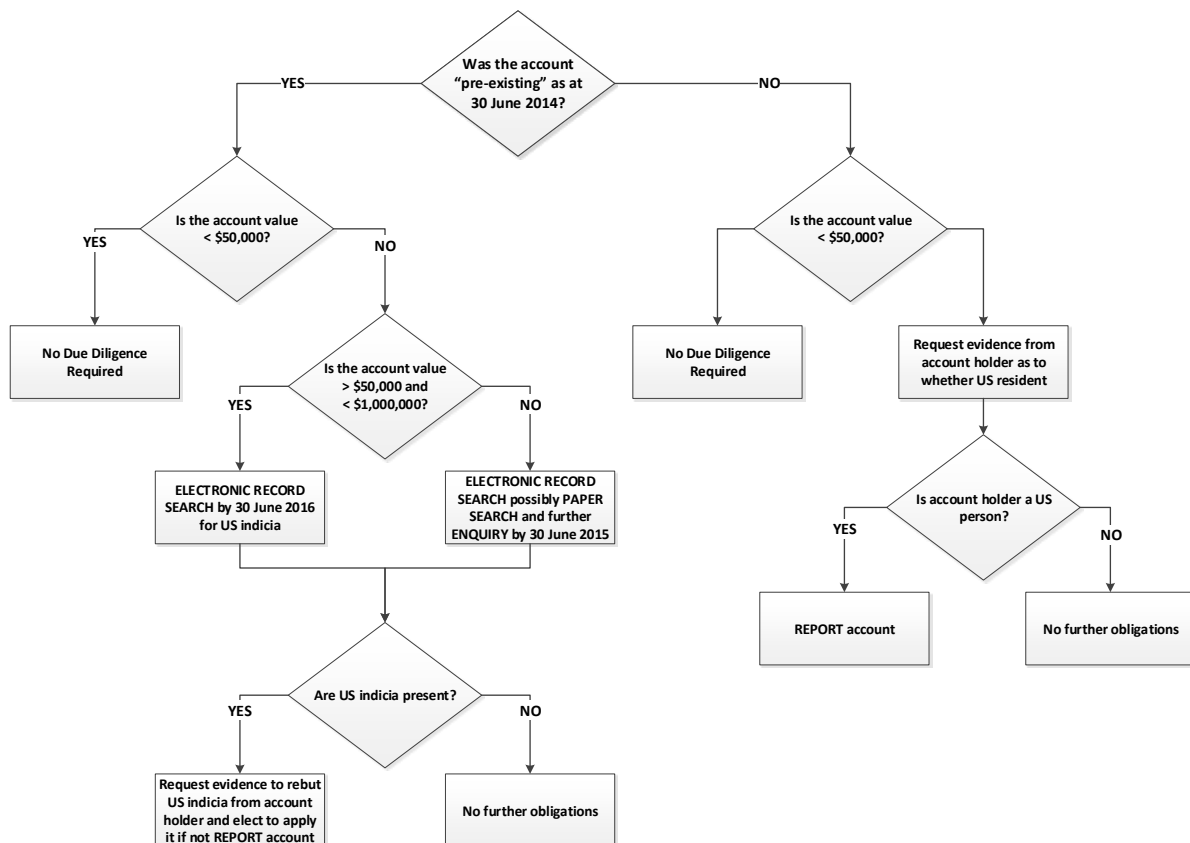 Was the account
“pre-existing” as at
30 June 2014?
YES
NO
Is the account value
< $50,000?
YES
NO
Is the account value
< $50,000?
No Due Diligence
Required
Is the account value
> $50,000 and
< $1,000,000?
YES
NO
No Due Diligence
Required
Request evidence from
account holder as to
whether US resident
ELECTRONIC RECORD
SEARCH by 30 June 2016
for US indicia
ELECTRONIC RECORD
SEARCH possibly PAPER
SEARCH and further
ENQUIRY by 30 June 2015
Is account holder a US
person?
YES
NO
REPORT account
No further obligations
Are US indicia present?
YES
NO
Request evidence to rebut
US indicia from account
holder and elect to apply
it if not REPORT account
No further obligations